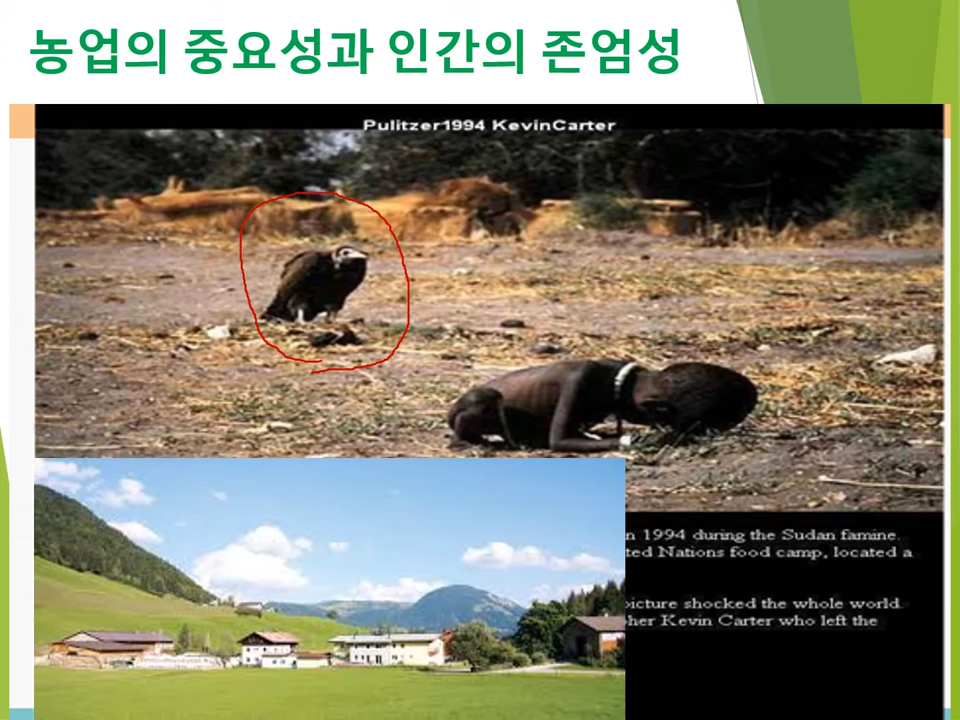 농업의 중요성과 인간의 존엄성
Pulitzer1994 KevinCarter
n 1994 during the Sudan famine.
ted Nations food camp, located a
picture shocked the whole world.
her Kevin Carter who left the